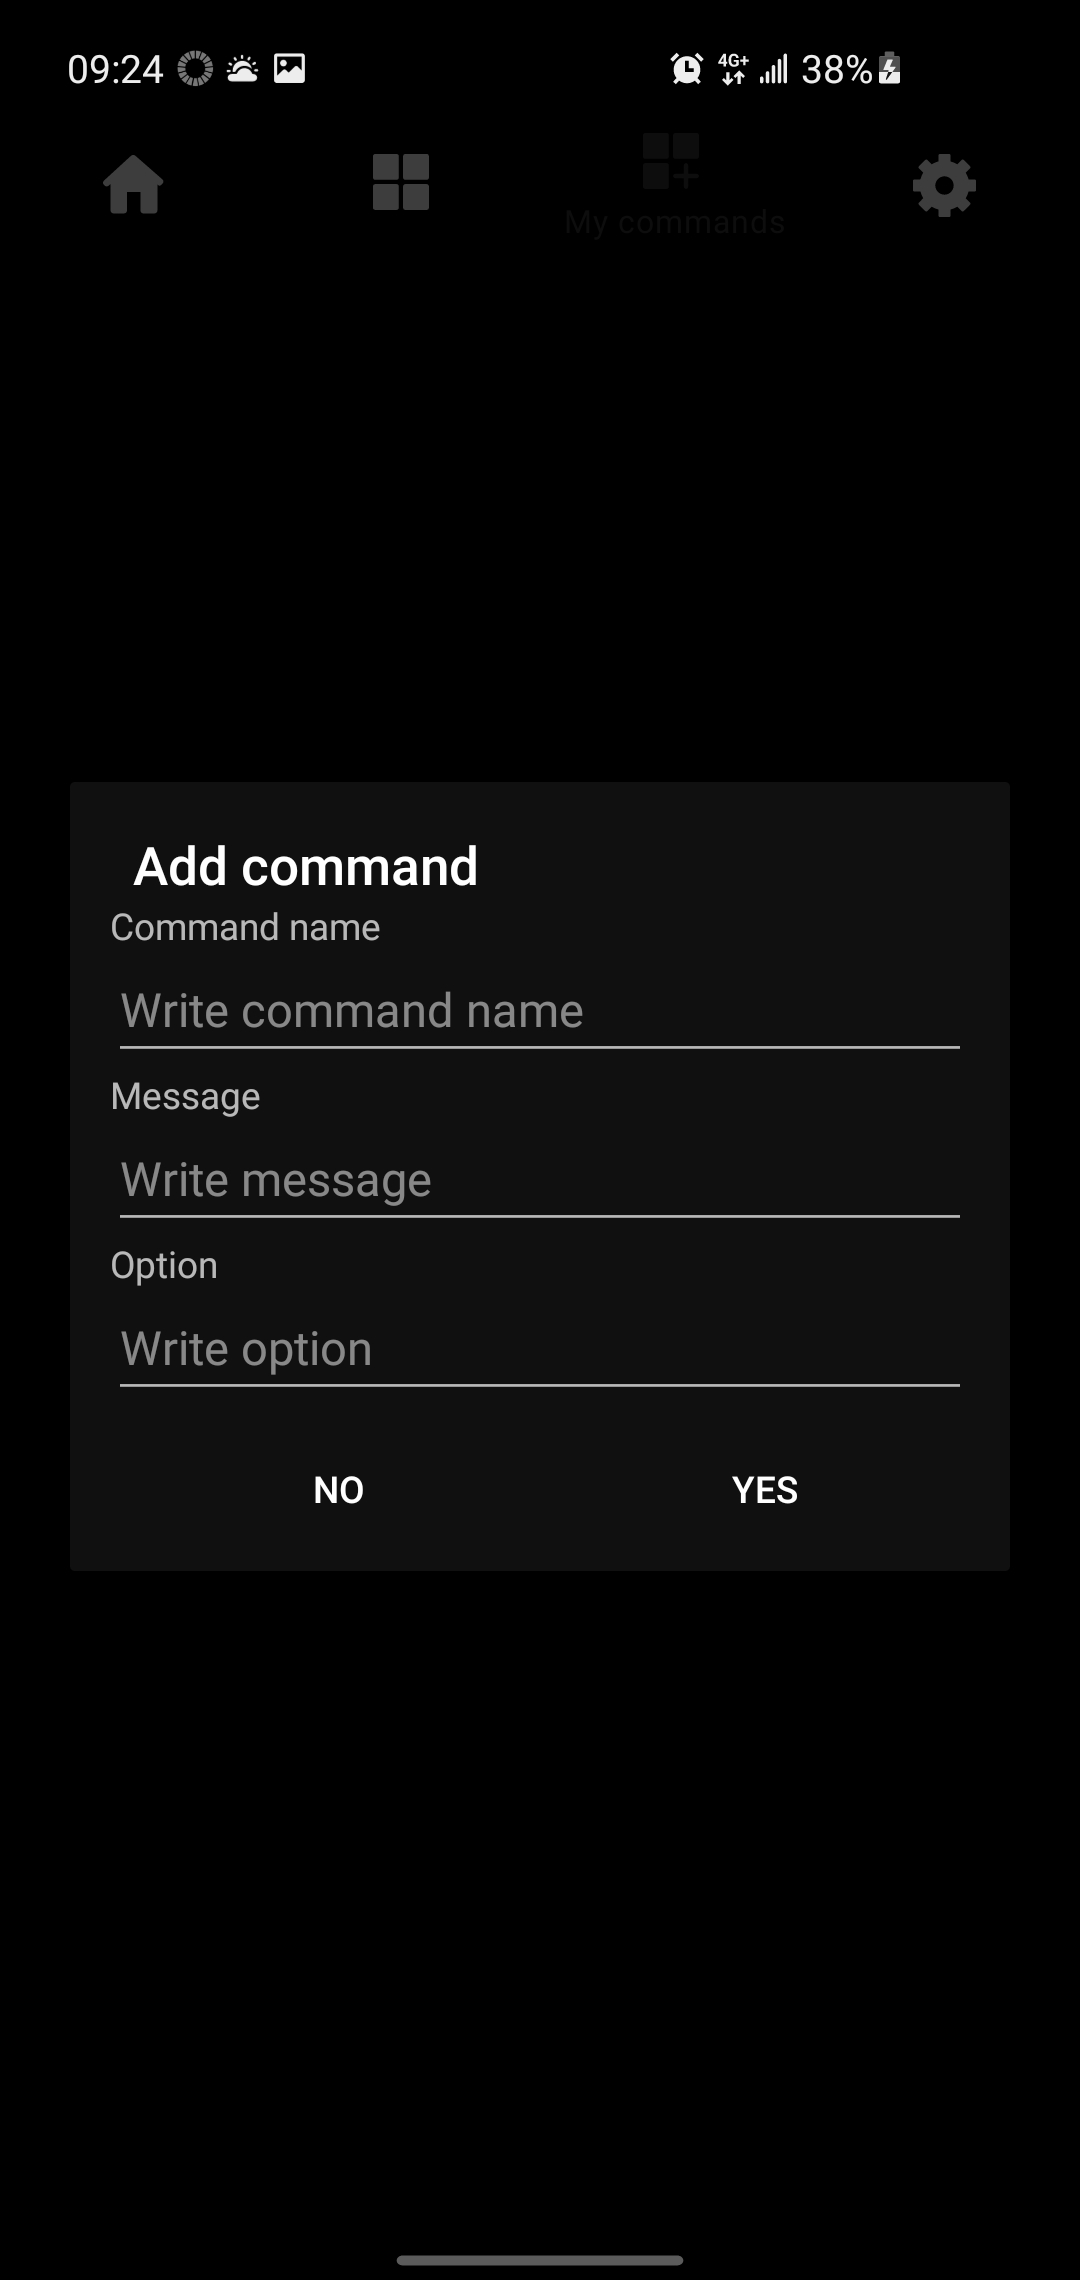 09:24
4G+ 38%
My commands
Add command
Command name
Write command name
Message
Write message
Option
Write option
NO YES